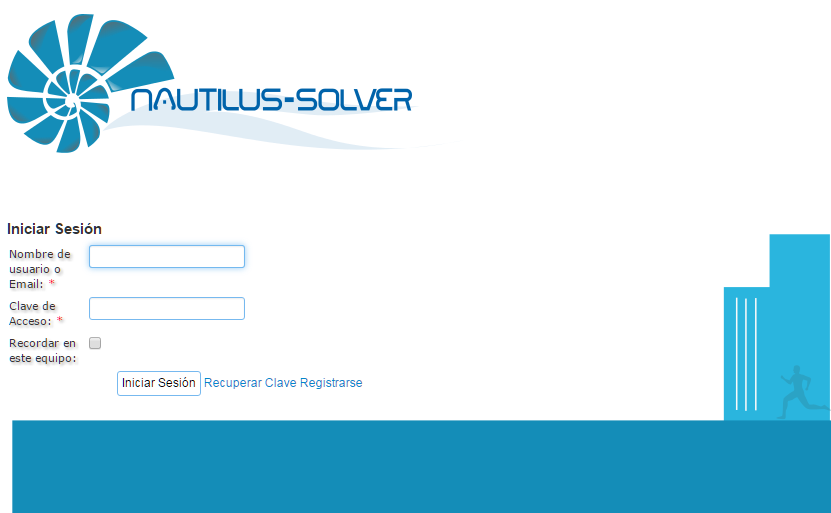 NAUTILUS-SOLVER
Iniciar Sesión
Nombre de
usuario o
Email: *
Clave de
Acceso: *
Recordar en
este equipo:
Iniciar Sesión Recuperar Clave Registrarse